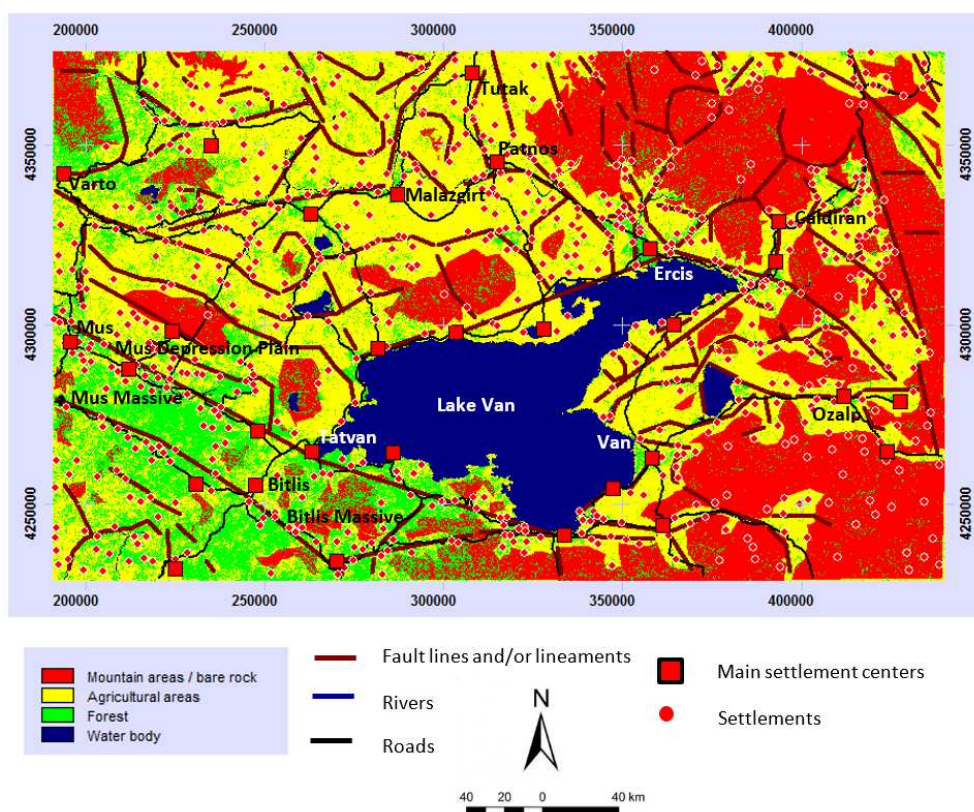 200000 250000 300000 350000 400000
Tutak
4350000 Patnos 4350000
Varto
Malazgirt
Caldiran
Ercis
4300000 Mus 4300000
Mus Depression Plain
Mus Massive
Lake Van
Ozalp
Tatvan Van
Bitlis
4250000 Bitlis Massive 4250000
200000 250000 300000 350000 400000
Mountain areas / bare rock
Agricultural areas
Forest
Water body
Fault lines and/or lineaments
Rivers
Roads
Main settlement centers
Settlements
N
40 20 0 40 km